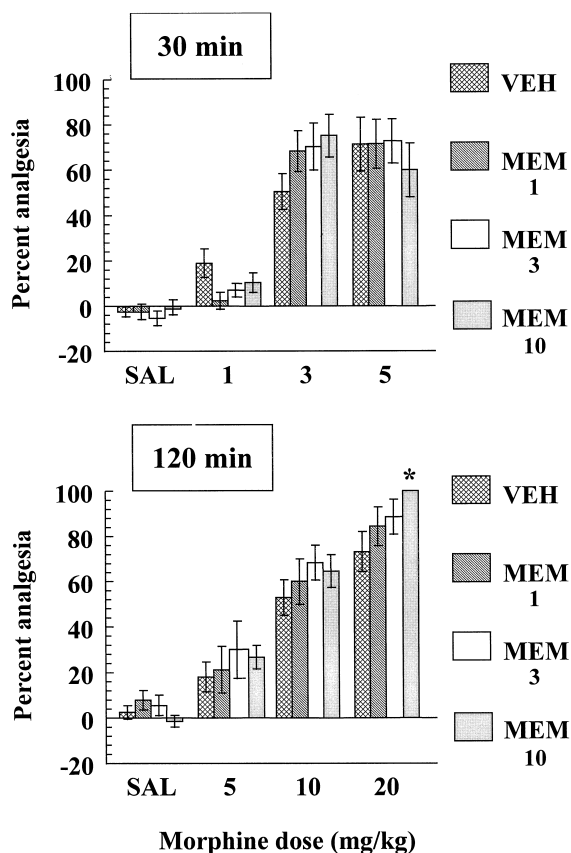 30 min
Percent analgesia
100
80
60
40
20
0
-20
SAL 1 3 5
VEH
MEM
1
MEM
3
MEM
10
120 min
Percent analgesia
100
80
60
40
20
0
-20
*
SAL 5 10 20
VEH
MEM
1
MEM
3
MEM
10
Morphine dose (mg/kg)